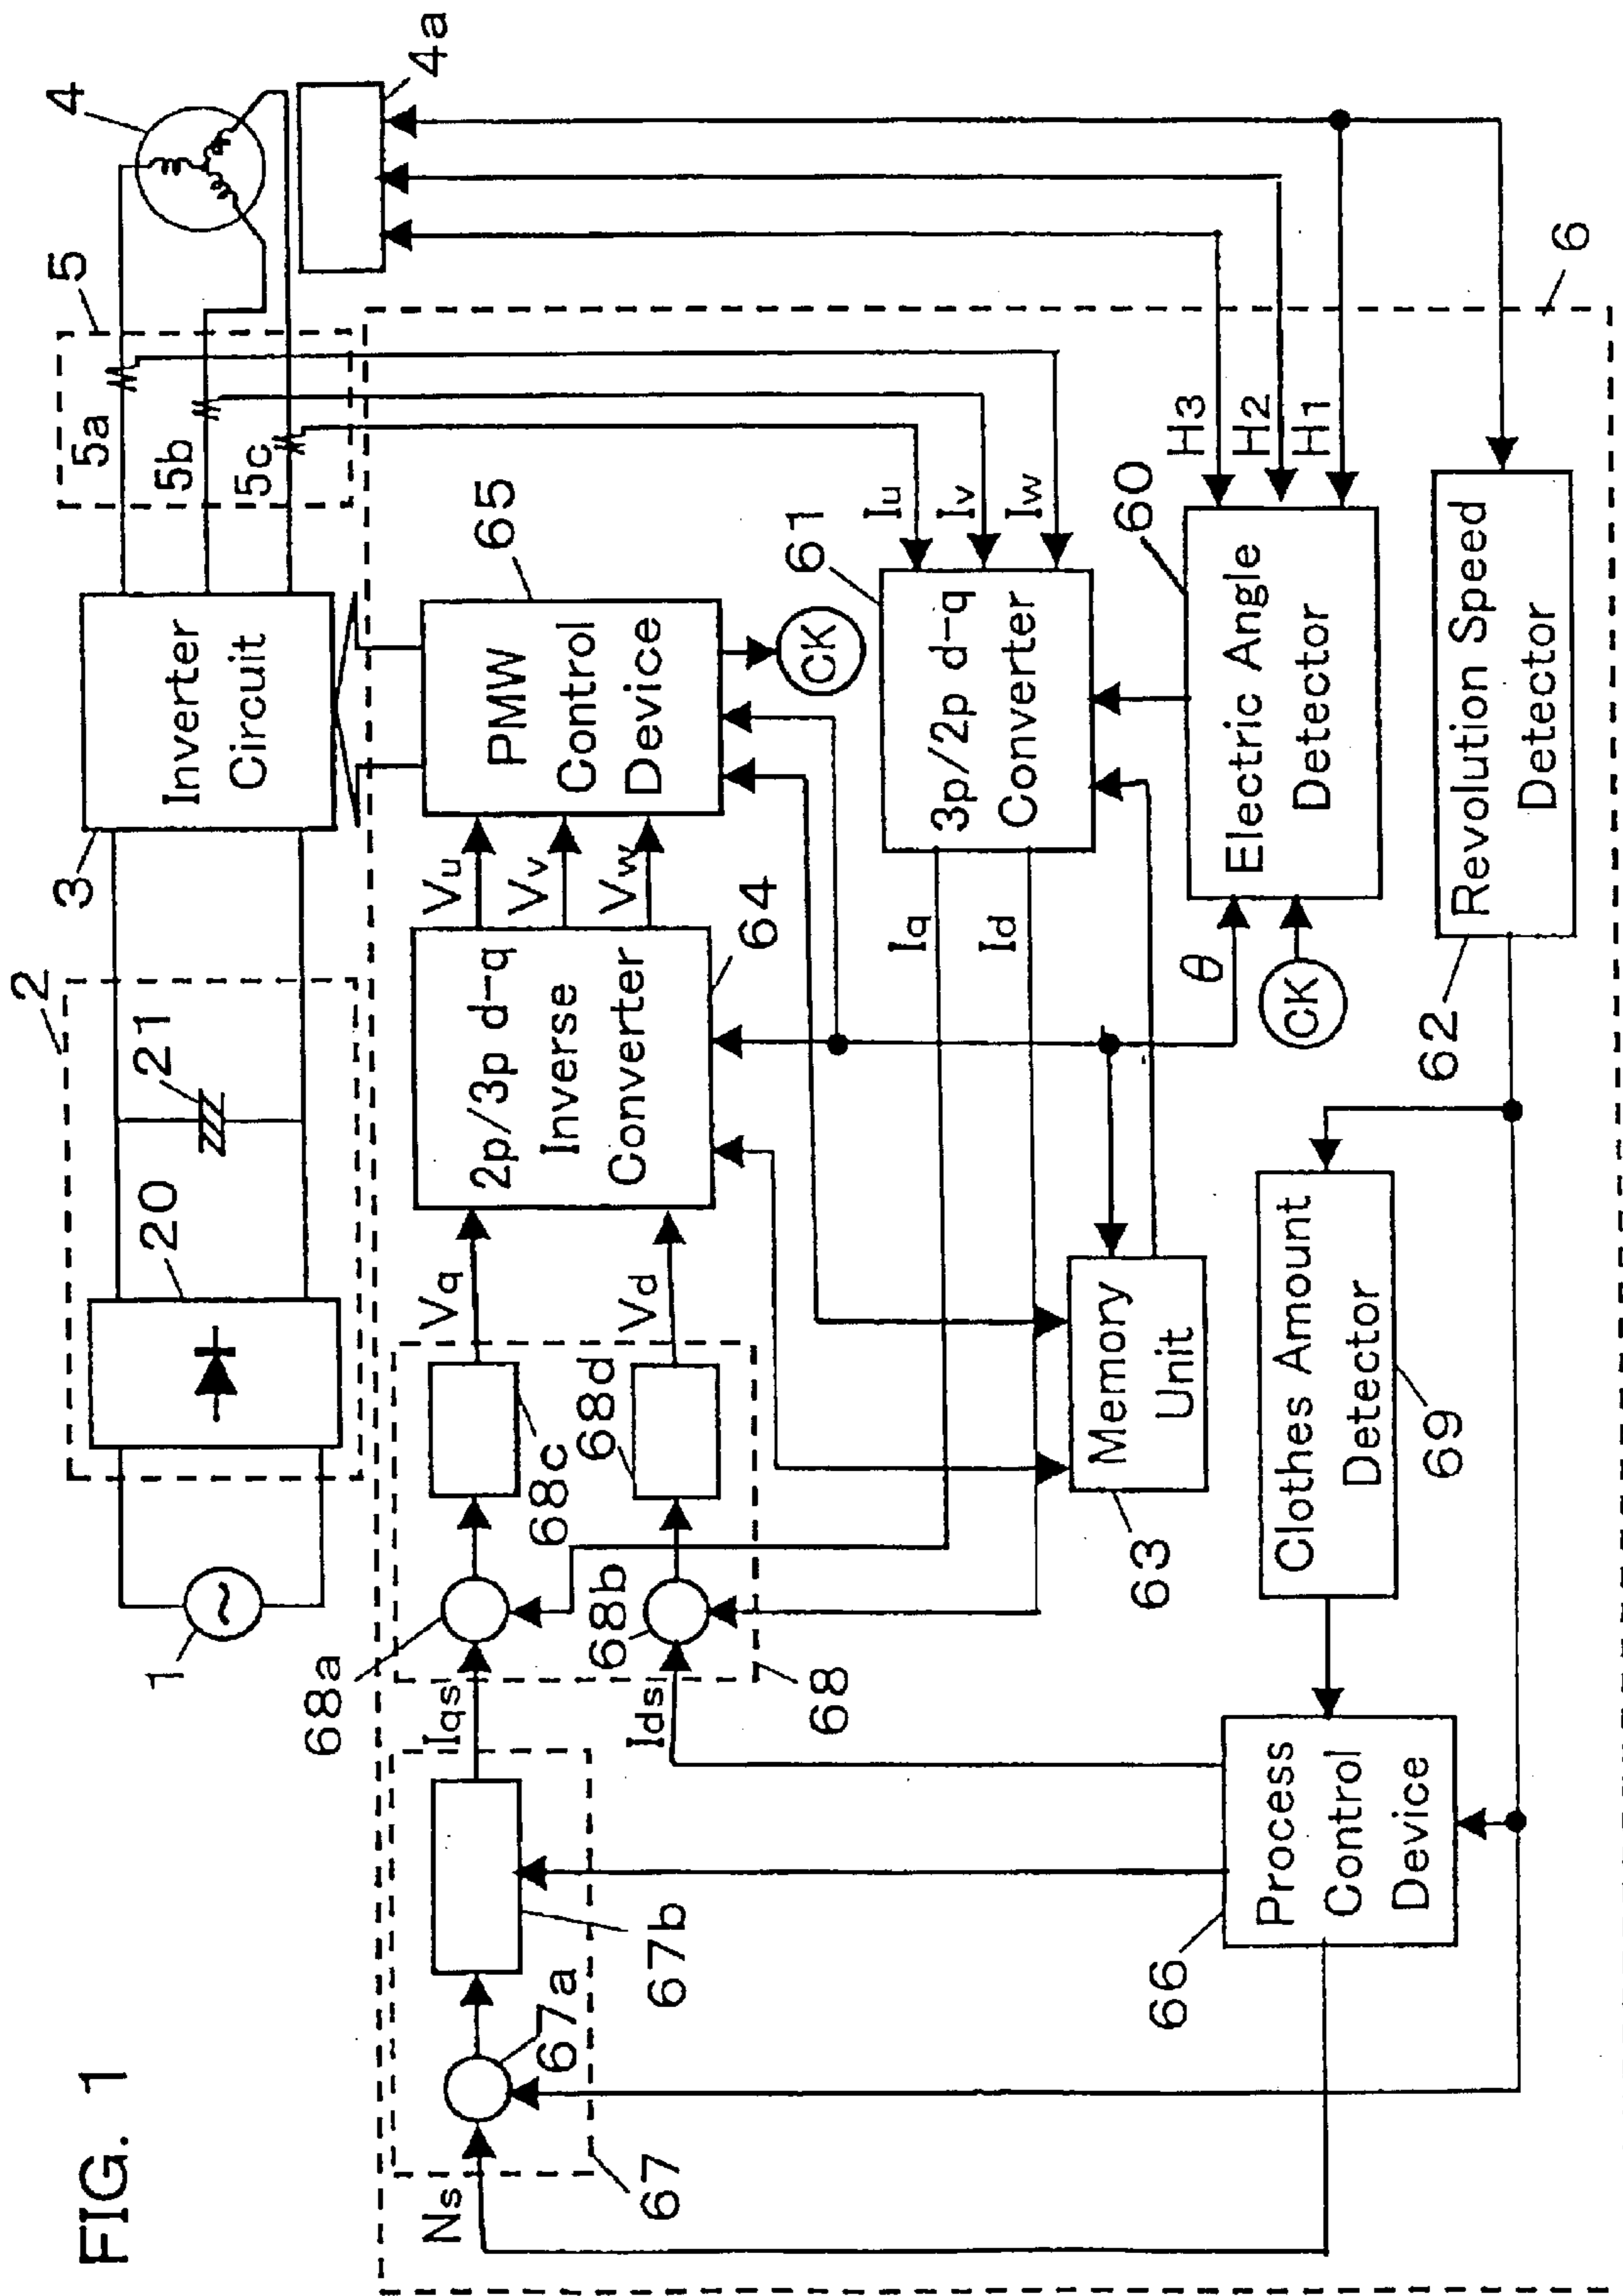 FIG. 1
1
2
20
21
3
Inverter
Circuit
5
5a
5b
5c
4
4a
Ns
67
67a
67b
Iqs
Ids
68a
68b
68
68c
68d
Vq
Vd
2p/3p d-q
Inverse
Converter
64
Vu
Vv
Vw
PMW
Control
Device
65
CK
61
3p/2p d-q
Converter
Iu
Iv
Iw
Iq
Id
Memory
Unit
63
60
Electric Angle
Detector
H3
H2
H1
θ
CK
6
66
Process
Control
Device
Clothes Amount
Detector
69
62
Revolution Speed
Detector